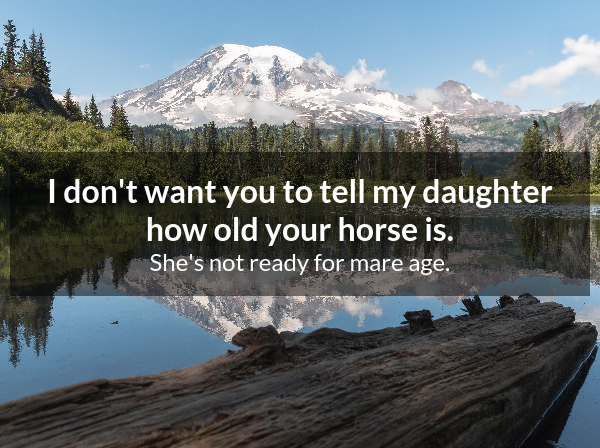 I don't want you to tell my daughter
how old your horse is.
She's not ready for mare age.